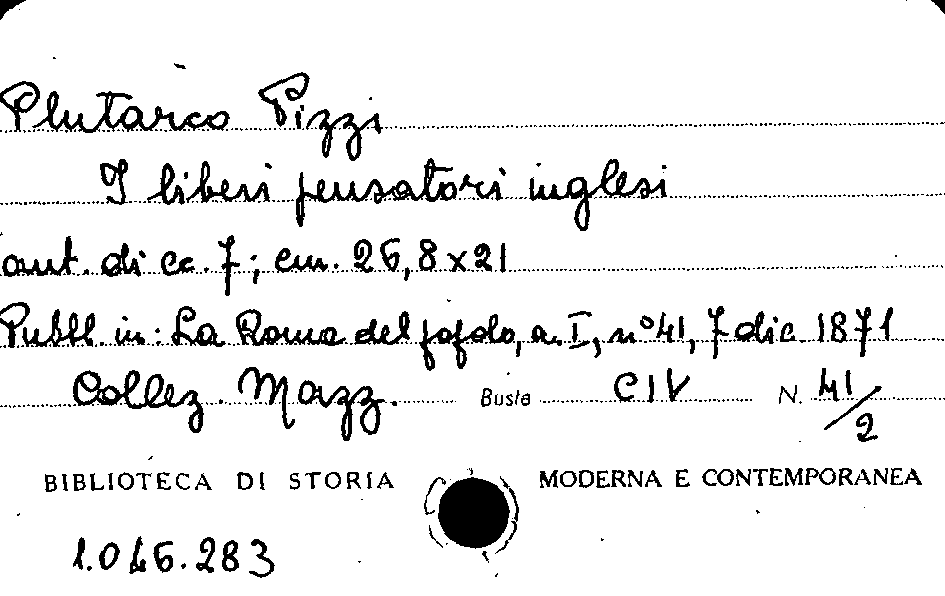 Plutarco Pizzi
I liberi pensatori inglesi
aut. di cc. 7; cm. 26,8x21
Pubbl. in: La Roma del popolo, a. I, n° 41, 7 dic 1871
Collez. Mazz. Busta CIV N. 41/2
BIBLIOTECA DI STORIA MODERNA E CONTEMPORANEA
1.046.283